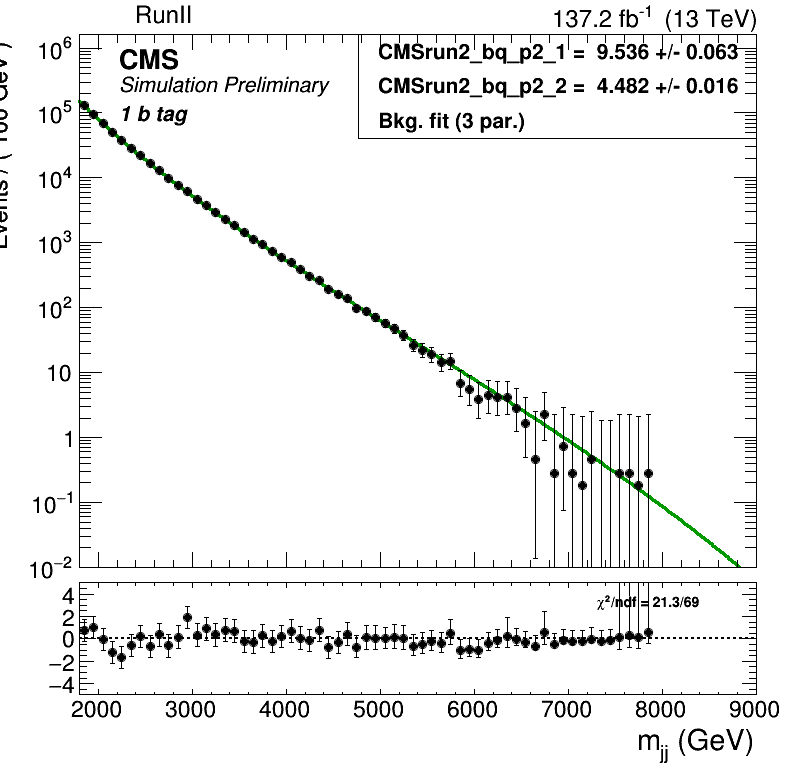 RunII
137.2 fb⁻¹ (13 TeV)
CMS
Simulation Preliminary
1 b tag
CMSrun2_bq_p2_1 = 9.536 +/- 0.063
CMSrun2_bq_p2_2 = 4.482 +/- 0.016
Bkg. fit (3 par.)
Events / ( 100 GeV )
10⁶
10⁵
10⁴
10³
10²
10
1
10⁻¹
10⁻²
χ²/ndf = 21.3/69
4
2
0
−2
−4
2000 3000 4000 5000 6000 7000 8000 9000
m_jj (GeV)